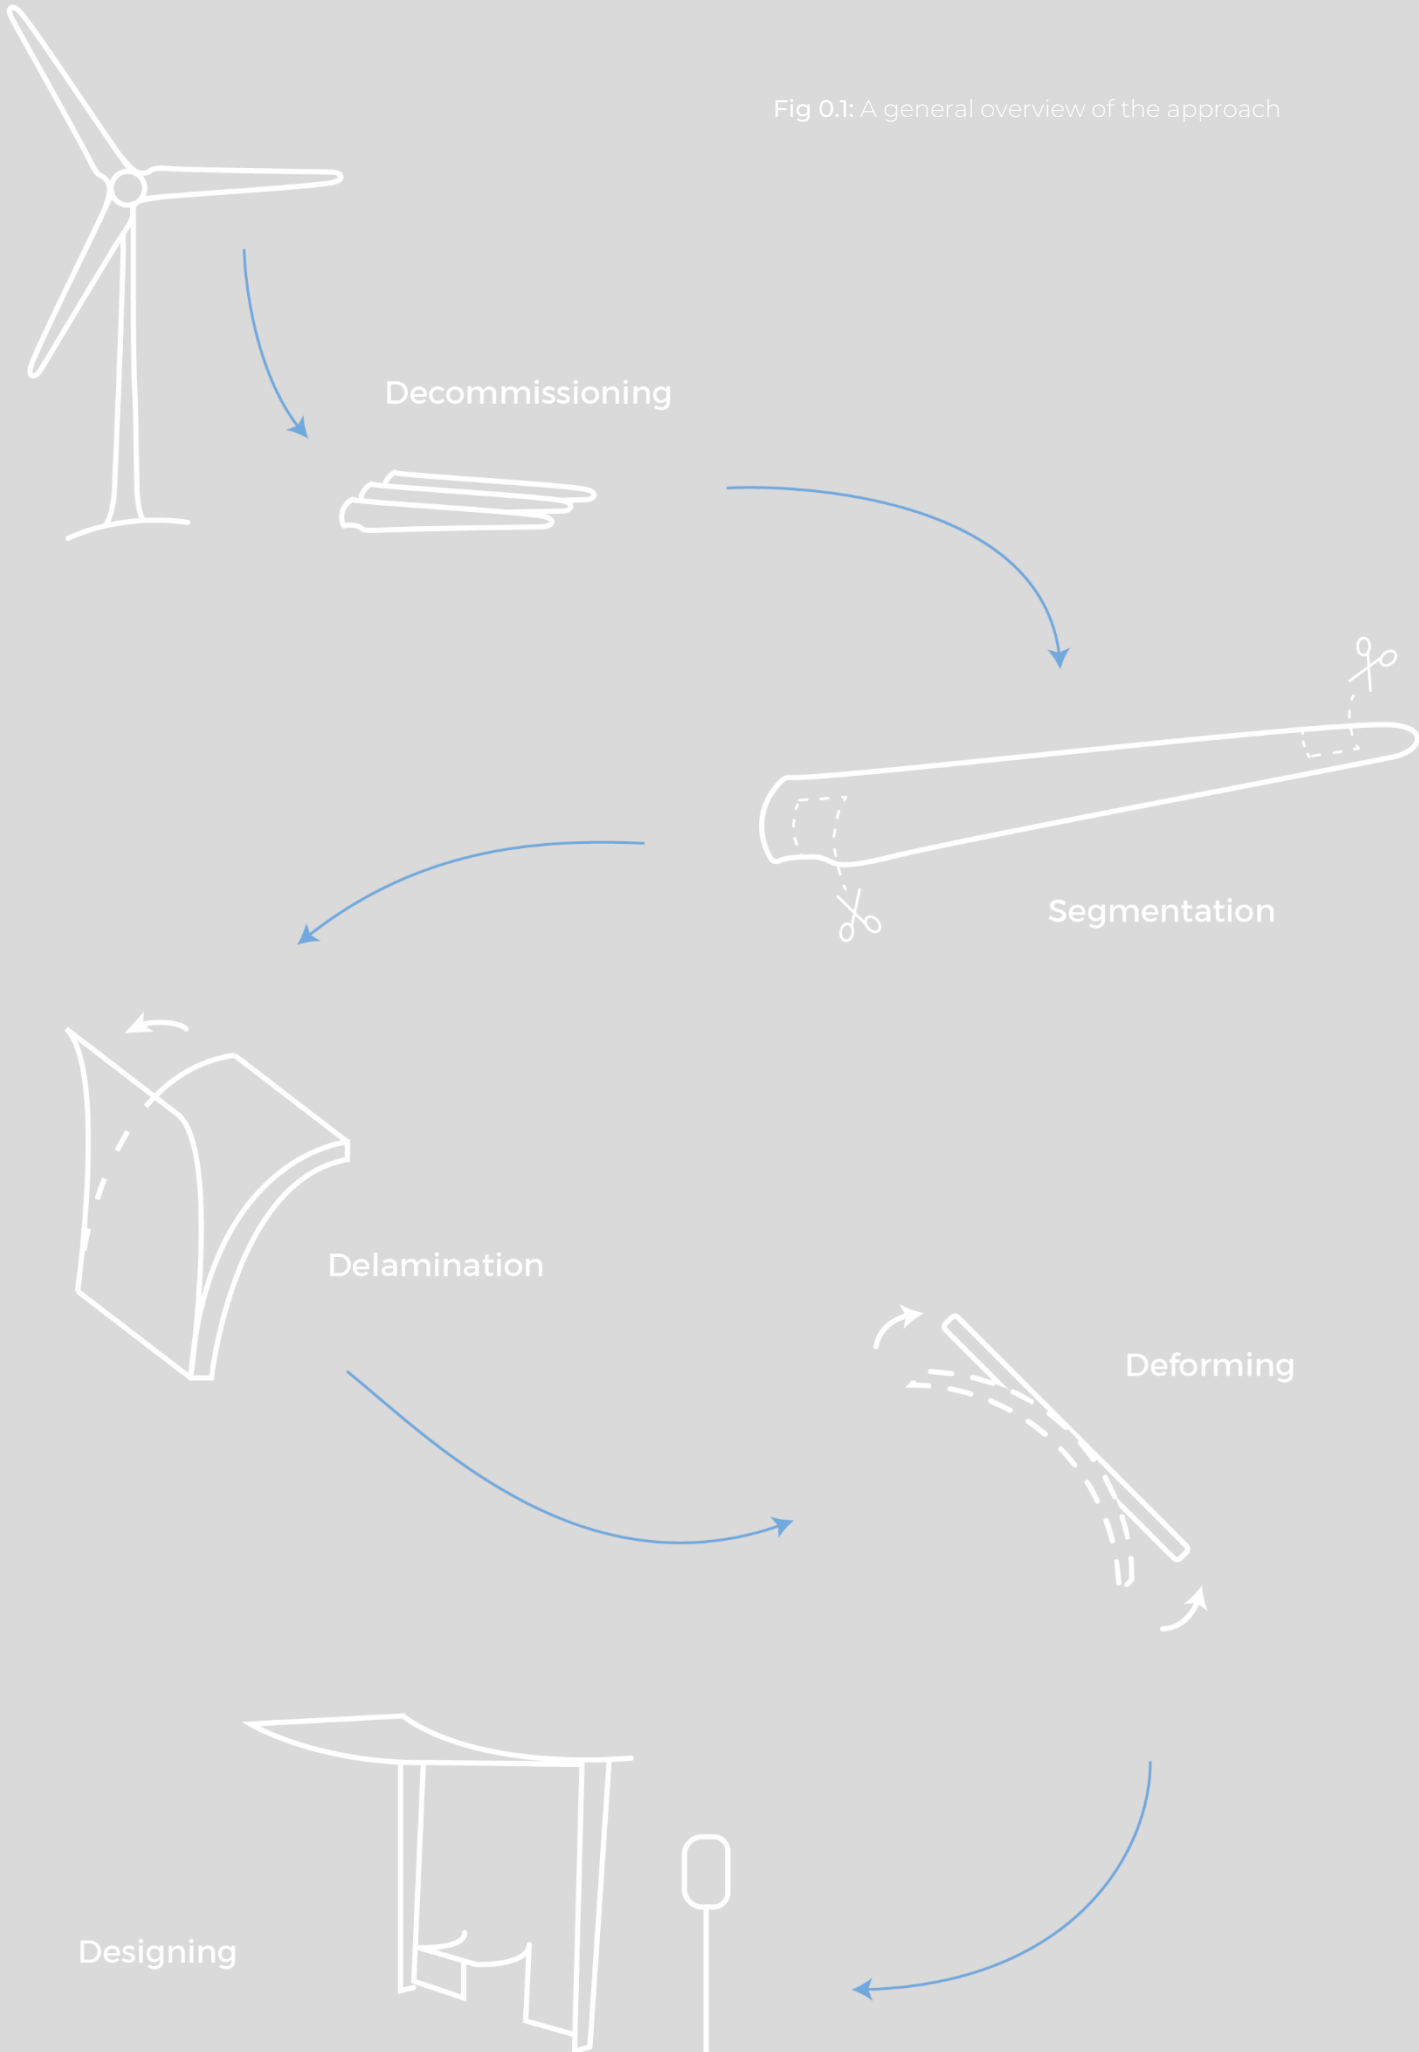 Fig 0.1: A general overview of the approach
Decommissioning
Segmentation
Delamination
Deforming
Designing